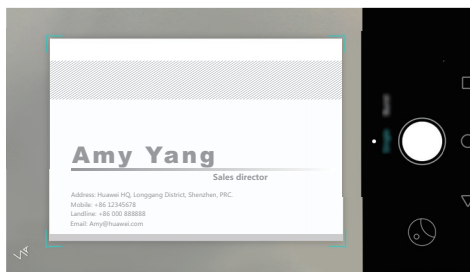 Amy Yang
Sales director
Address: Huawei HQ, Longgang District, Shenzhen, PRC.
Mobile: +86 12345678
Landline: +86 000 888888
Email: Amy@huawei.com
Single